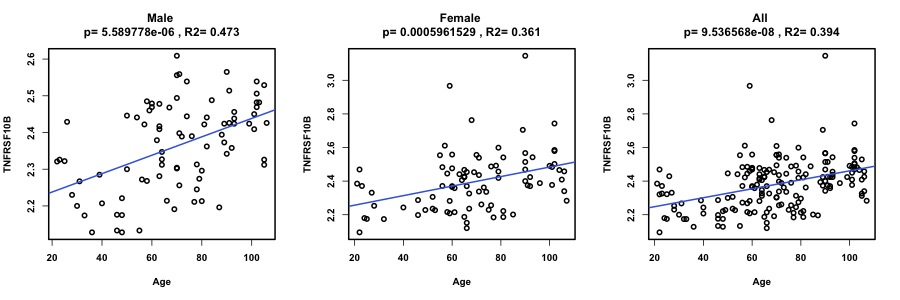 Male
p= 5.589778e-06 , R2= 0.473
TNFRSF10B
2.6
2.5
2.4
2.3
2.2
20 40 60 80 100
Age
Female
p= 0.0005961529 , R2= 0.361
TNFRSF10B
3.0
2.8
2.6
2.4
2.2
20 40 60 80 100
Age
All
p= 9.536568e-08 , R2= 0.394
TNFRSF10B
3.0
2.8
2.6
2.4
2.2
20 40 60 80 100
Age